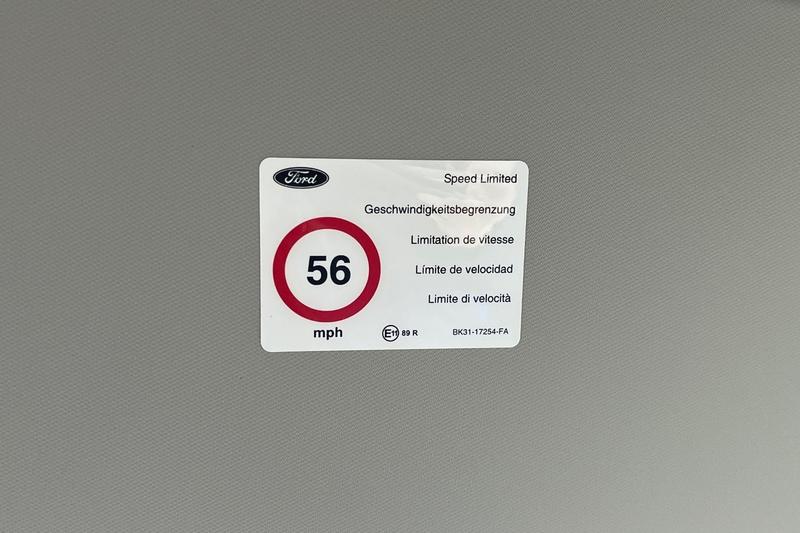 Ford
Speed Limited
Geschwindigkeitsbegrenzung
Limitation de vitesse
Límite de velocidad
Limite di velocità
56
mph
E11 89 R
BK31-17254-FA